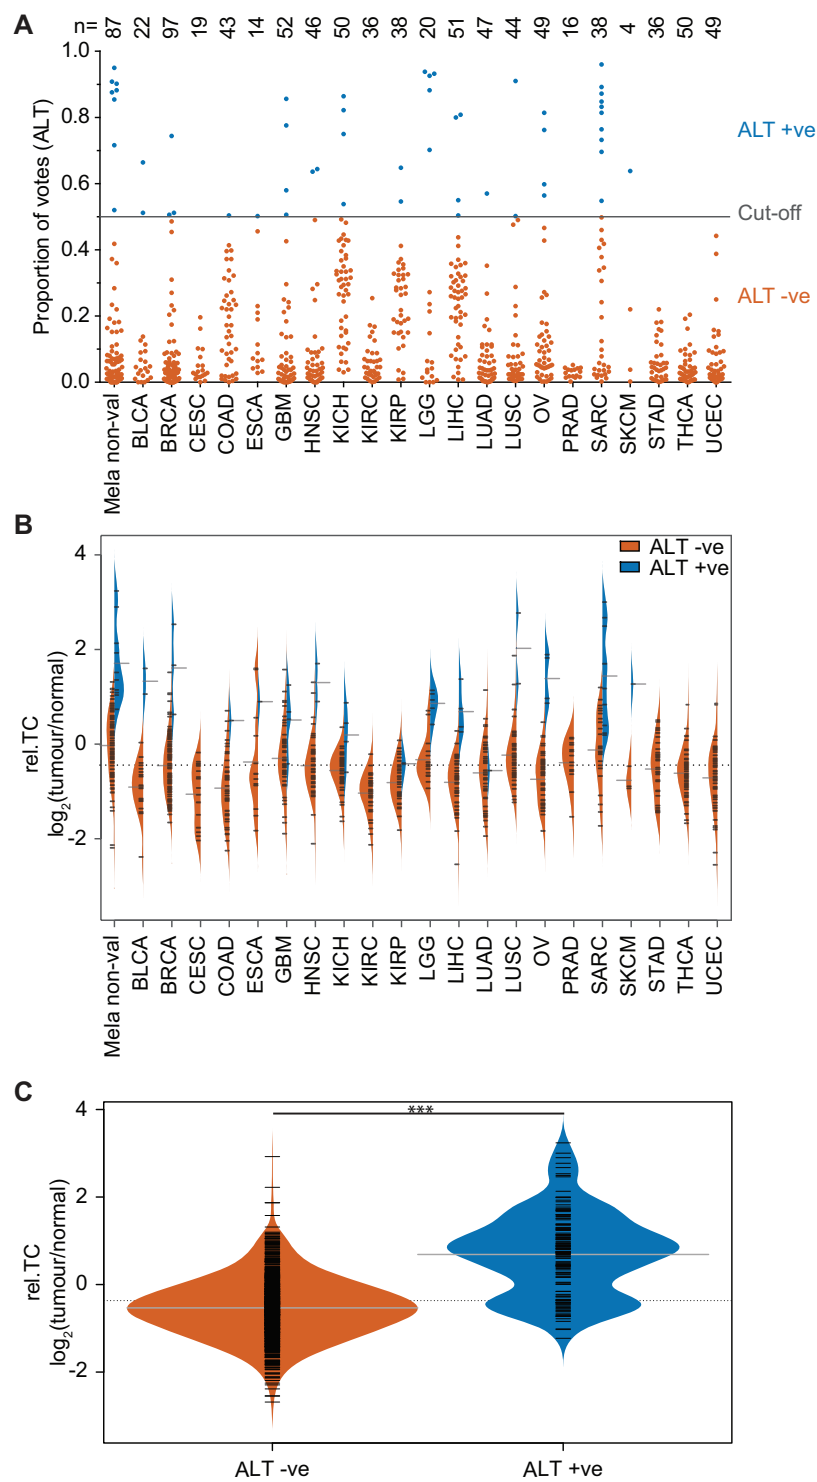 A
n= 87 22 97 19 43 14 52 46 50 36 38 20 51 47 44 49 16 38 4 36 50 49
Proportion of votes (ALT)
1.0
0.8
0.6
0.4
0.2
0.0
ALT +ve
Cut-off
ALT -ve
Mela non-val BLCA BRCA CESC COAD ESCA GBM HNSC KICH KIRC KIRP LGG LIHC LUAD LUSC OV PRAD SARC SKCM STAD THCA UCEC
B
rel.TC
log2(tumour/normal)
4
2
0
-2
ALT -ve
ALT +ve
Mela non-val BLCA BRCA CESC COAD ESCA GBM HNSC KICH KIRC KIRP LGG LIHC LUAD LUSC OV PRAD SARC SKCM STAD THCA UCEC
C
rel.TC
log2(tumour/normal)
4
2
0
-2
***
ALT -ve ALT +ve